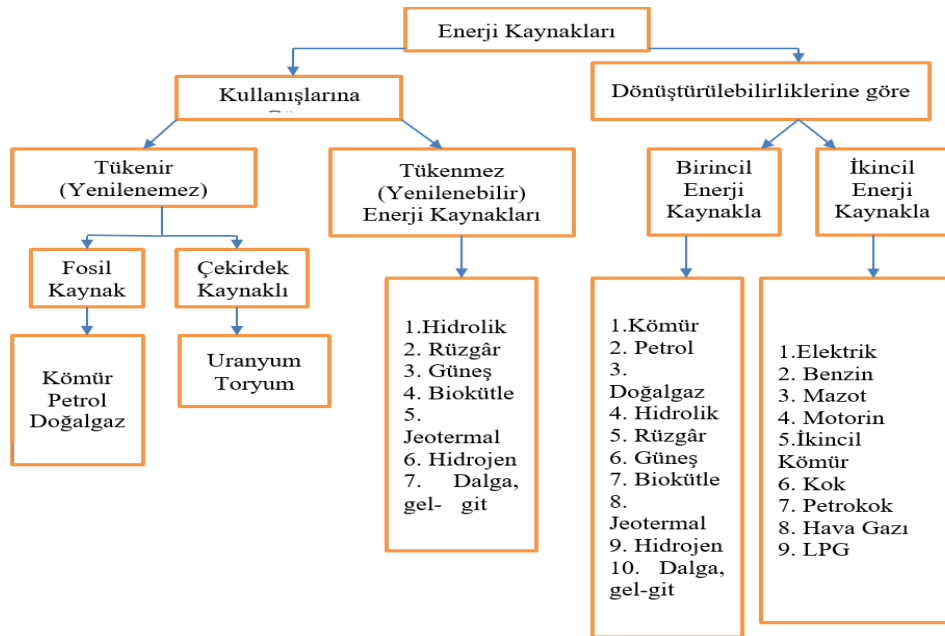 Enerji Kaynakları
Kullanışlarına
Dönüştürülebilirliklerine göre
Tükenir
(Yenilenemez)
Tükenmez
(Yenilenebilir)
Enerji Kaynakları
Birincil
Enerji
Kaynakla
İkincil
Enerji
Kaynakla
Fosil
Kaynak
Çekirdek
Kaynaklı
Kömür
Petrol
Doğalgaz
Uranyum
Toryum
1.Hidrolik
2. Rüzgâr
3. Güneş
4. Biokütle
5.
Jeotermal
6. Hidrojen
7. Dalga,
gel- git
1.Kömür
2. Petrol
3.
Doğalgaz
4. Hidrolik
5. Rüzgâr
6. Güneş
7. Biokütle
8.
Jeotermal
9. Hidrojen
10. Dalga,
gel-git
1.Elektrik
2. Benzin
3. Mazot
4. Motorin
5.İkincil
Kömür
6. Kok
7. Petrokok
8. Hava Gazı
9. LPG